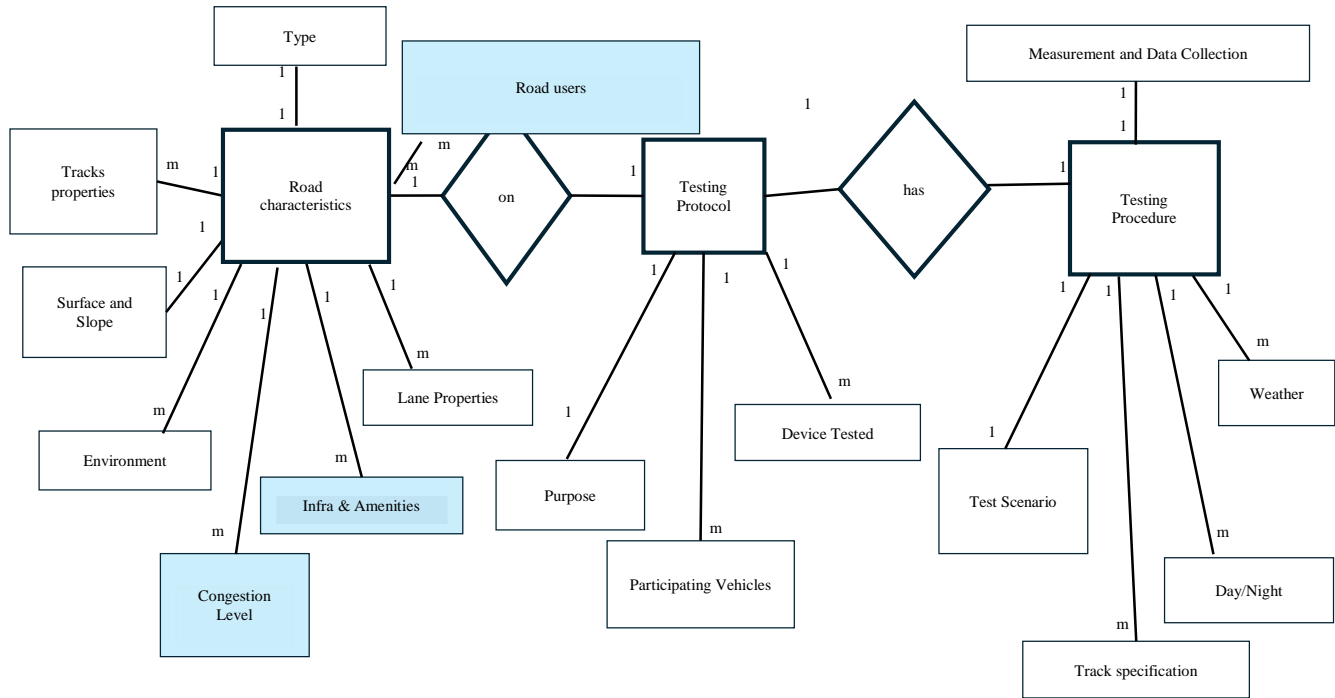 Type
1
1
Road users
Measurement and Data Collection
1
1
1
Tracks
properties
m
1
Road
characteristics
m
m
1
on
1
Testing
Protocol
has
1
Testing
Procedure
1
1
Surface and
Slope
1
1
1
1
1
m
m
m
m
Environment
Lane Properties
Infra & Amenities
Congestion
Level
1
1
1
1
m
m
Purpose
Device Tested
Participating Vehicles
1
1
1
1
1
m
m
m
Weather
Test Scenario
Day/Night
Track specification